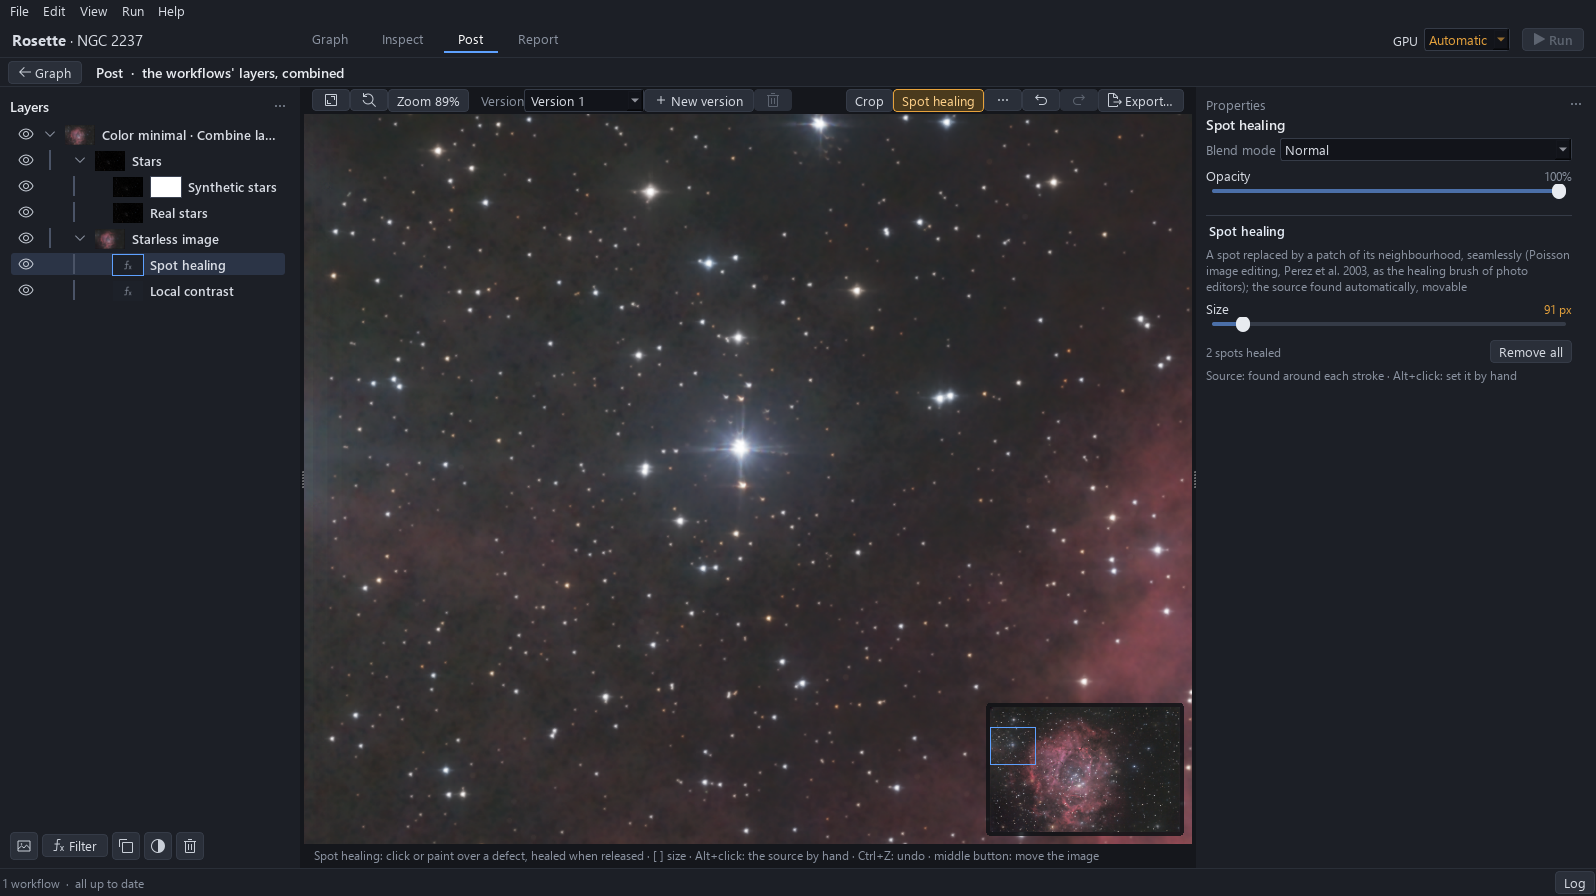 File Edit View Run Help
Rosette · NGC 2237
Graph Inspect Post Report
GPU Automatic Run
Graph Post · the workflows' layers, combined
Layers
Color minimal · Combine la...
Stars
Synthetic stars
Real stars
Starless image
fx Spot healing
fx Local contrast
fx Filter
Zoom 89% Version Version 1 + New version
Crop Spot healing ... Export...
Spot healing: click or paint over a defect, healed when released · [ ] size · Alt+click: the source by hand · Ctrl+Z: undo · middle button: move the image
Properties
Spot healing
Blend mode Normal
Opacity 100%
Spot healing
A spot replaced by a patch of its neighbourhood, seamlessly (Poisson
image editing, Perez et al. 2003, as the healing brush of photo
editors); the source found automatically, movable
Size 91 px
2 spots healed Remove all
Source: found around each stroke · Alt+click: set it by hand
1 workflow · all up to date
Log